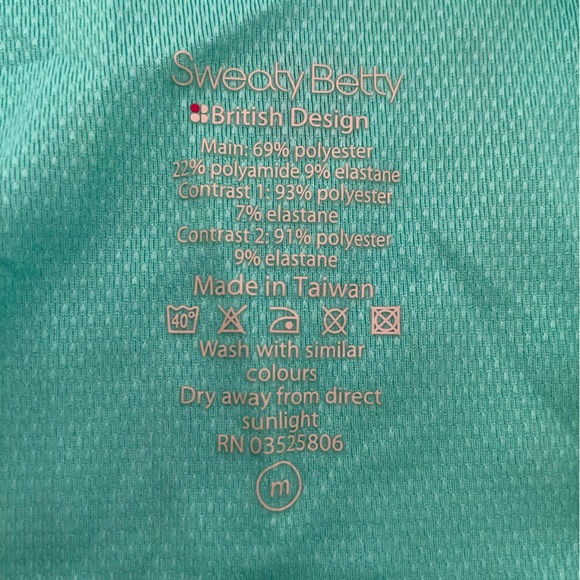 Sweaty Betty
British Design
Main: 69% polyester
22% polyamide 9% elastane
Contrast 1: 93% polyester
7% elastane
Contrast 2: 91% polyester
9% elastane
Made in Taiwan
40°
Wash with similar
colours
Dry away from direct
sunlight
RN 03525806
m